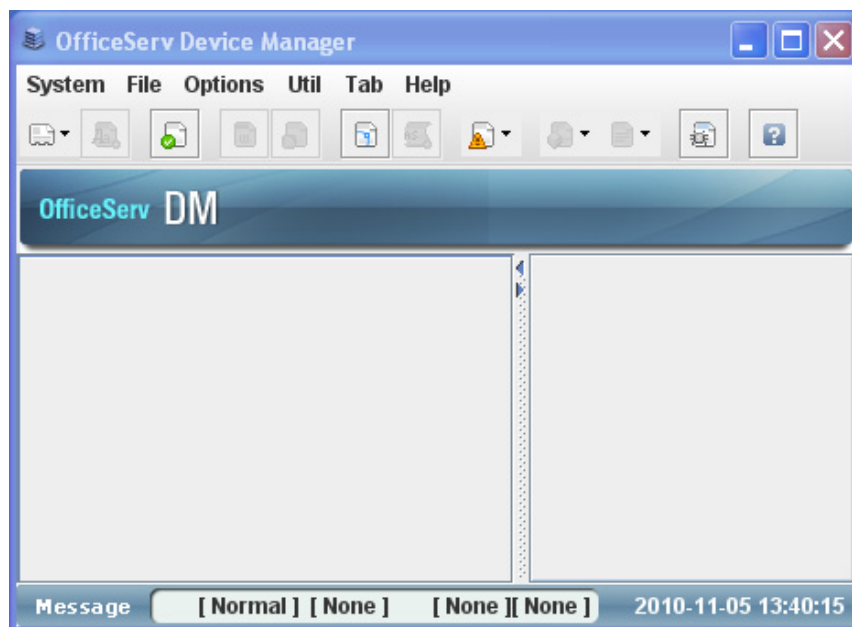 OfficeServ Device Manager
System File Options Util Tab Help
OfficeServ DM
Message [ Normal ] [ None ] [ None ][ None ] 2010-11-05 13:40:15